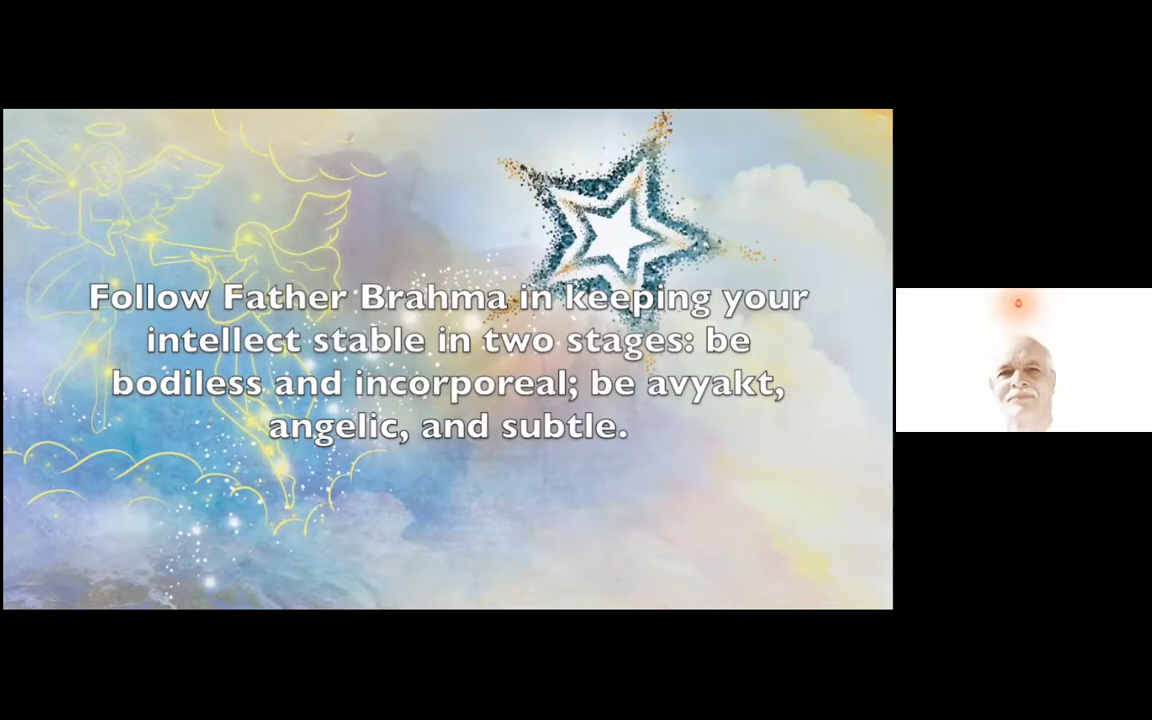 Follow Father Brahma in keeping your
intellect stable in two stages: be
bodiless and incorporeal; be avyakt,
angelic, and subtle.